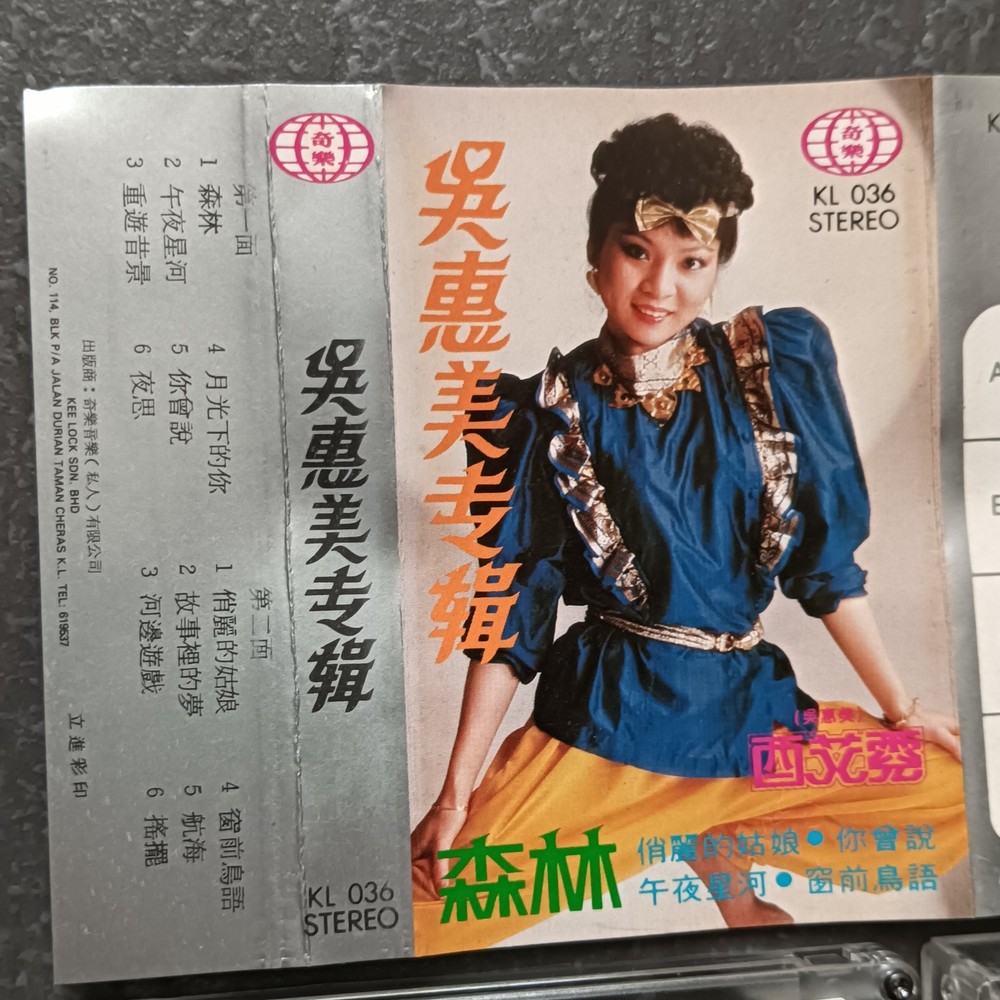 奇樂
KL 036
STEREO
吳惠美专辑
(吳惠美)
西艾蕓
森林
俏麗的姑娘•你曾說
午夜星河•窗前鳥語
奇樂
吳惠美专辑
KL 036
STEREO
第一面
1 森林
2 午夜星河
3 重遊昔景
4 月光下的你
5 你曾說
6 夜思
第二面
1 俏麗的姑娘
2 故事裡的夢
3 河邊遊戲
4 窗前鳥語
5 航海
6 搖擺
出版商：奇樂音樂（私人）有限公司
KEE LOCK SDN. BHD
NO. 114, BLK P/A JALAN DURIAN TAMAN CHERAS K.L. TEL: 619637
立進彩印
K
A